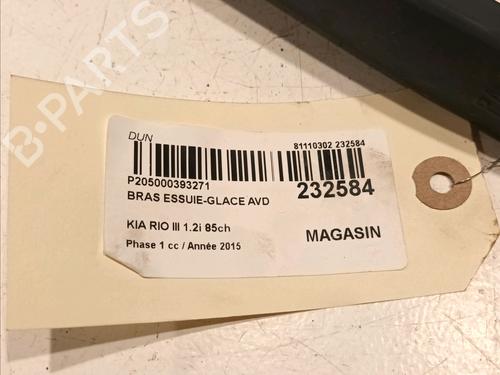 B-PARTS
DUN
81110302 232584
P205000393271
232584
BRAS ESSUIE-GLACE AVD
KIA RIO III 1.2i 85ch
MAGASIN
Phase 1 cc / Année 2015